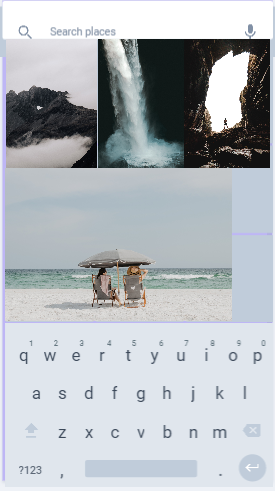 Search places
1 2 3 4 5 6 7 8 9 0
q w e r t y u i o p
a s d f g h j k l
z x c v b n m
?123 , .